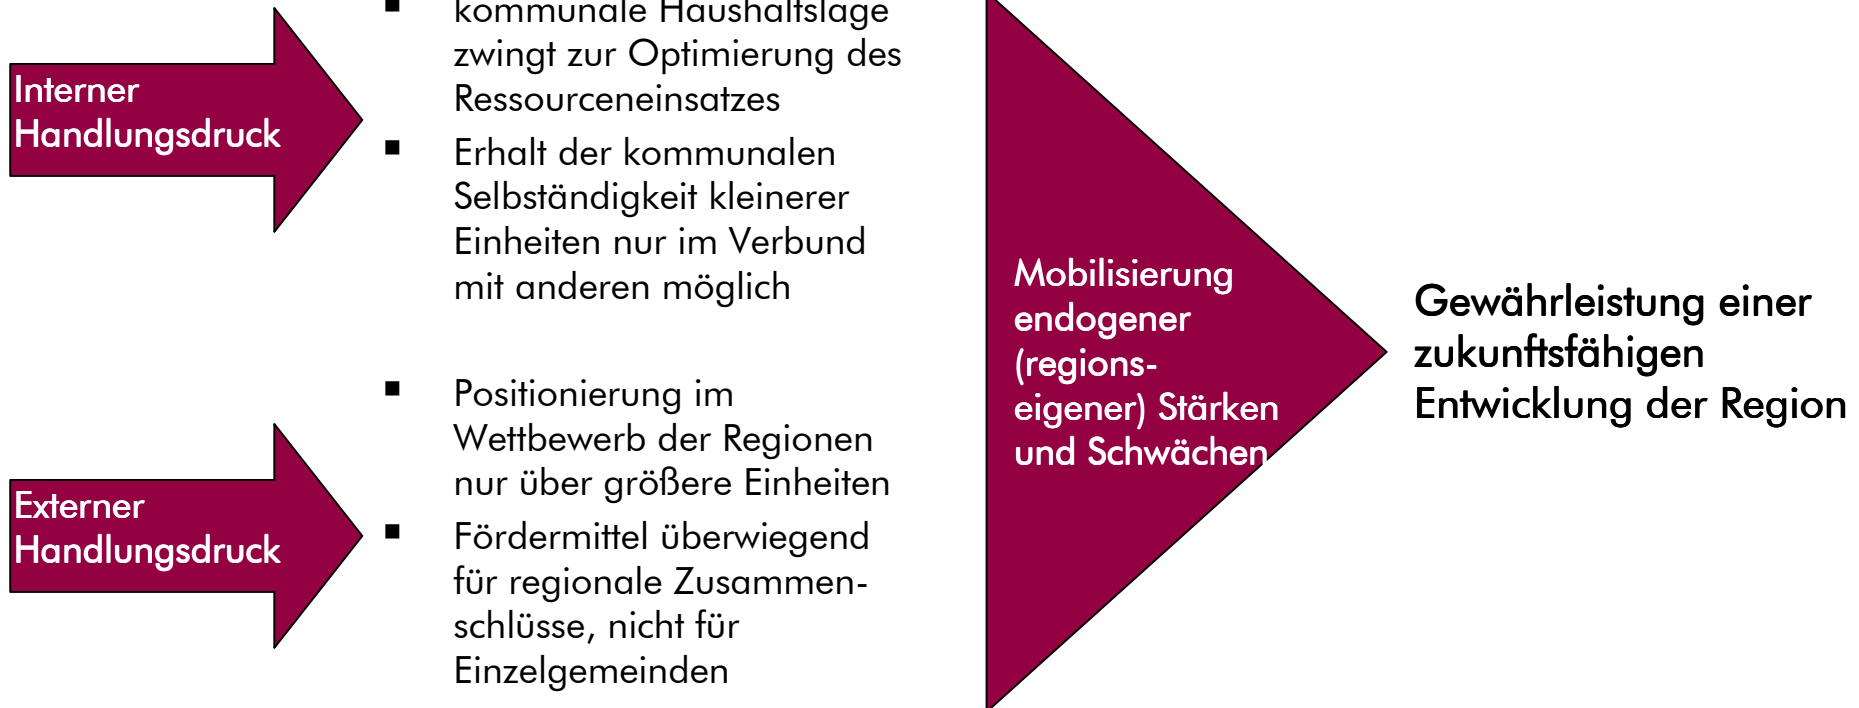 Interner
Handlungsdruck
kommunale Haushaltslage
zwingt zur Optimierung des
Ressourceneinsatzes
Erhalt der kommunalen
Selbständigkeit kleinerer
Einheiten nur im Verbund
mit anderen möglich
Externer
Handlungsdruck
Positionierung im
Wettbewerb der Regionen
nur über größere Einheiten
Fördermittel überwiegend
für regionale Zusammen-
schlüsse, nicht für
Einzelgemeinden
Mobilisierung
endogener
(regions-
eigener) Stärken
und Schwächen
Gewährleistung einer
zukunftsfähigen
Entwicklung der Region